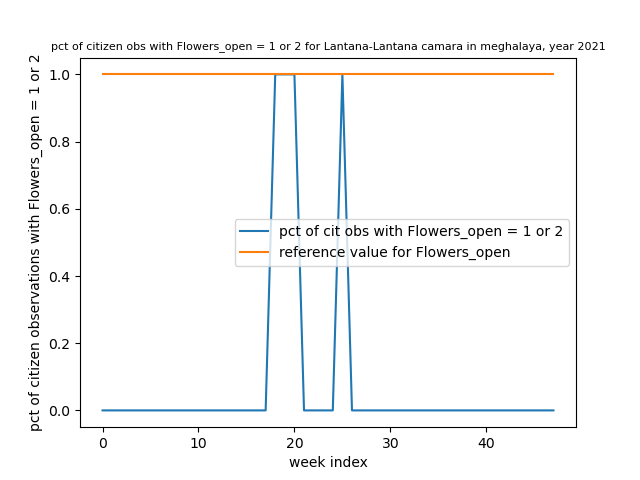 pct of citizen obs with Flowers_open = 1 or 2 for Lantana-Lantana camara in meghalaya, year 2021
pct of citizen observations with Flowers_open = 1 or 2
1.0
0.8
0.6
0.4
0.2
0.0
pct of cit obs with Flowers_open = 1 or 2
reference value for Flowers_open
0
10
20
30
40
week index